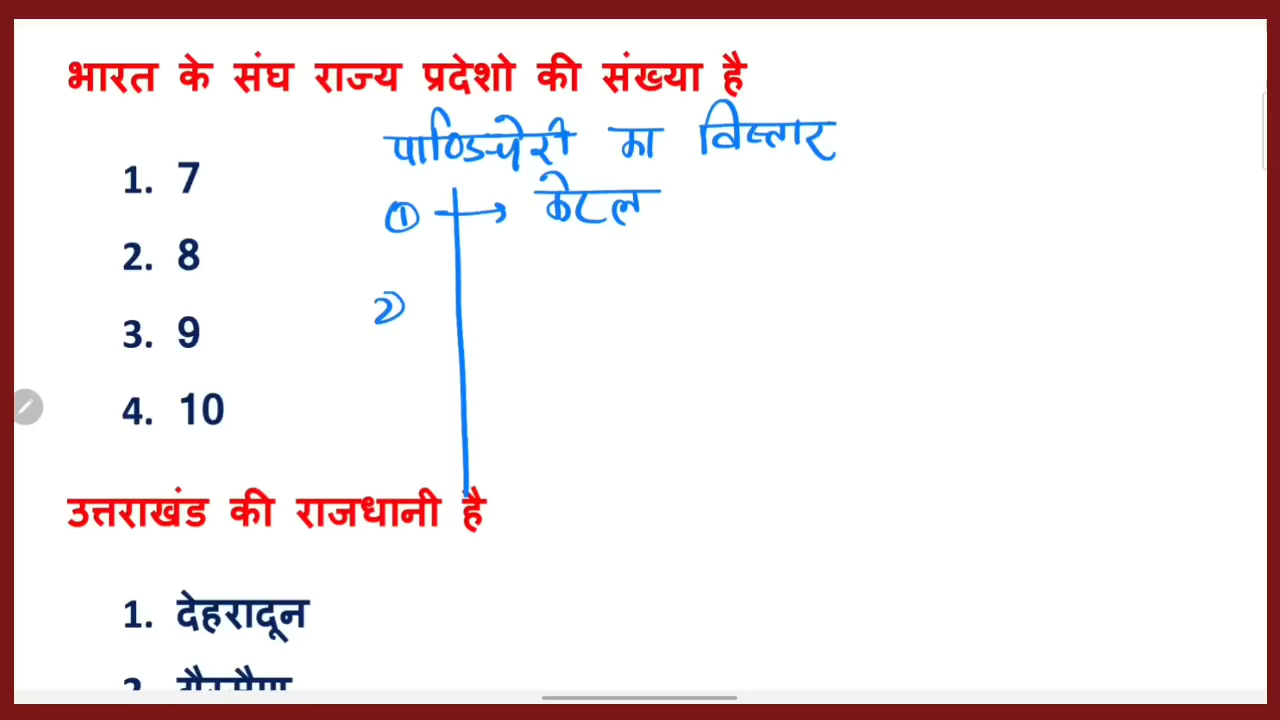 भारत के संघ राज्य प्रदेशो की संख्या है
पाण्डिचेरी का विस्तार
1. 7
① → केरल
2. 8
②
3. 9
4. 10
उत्तराखंड की राजधानी है
1. देहरादून